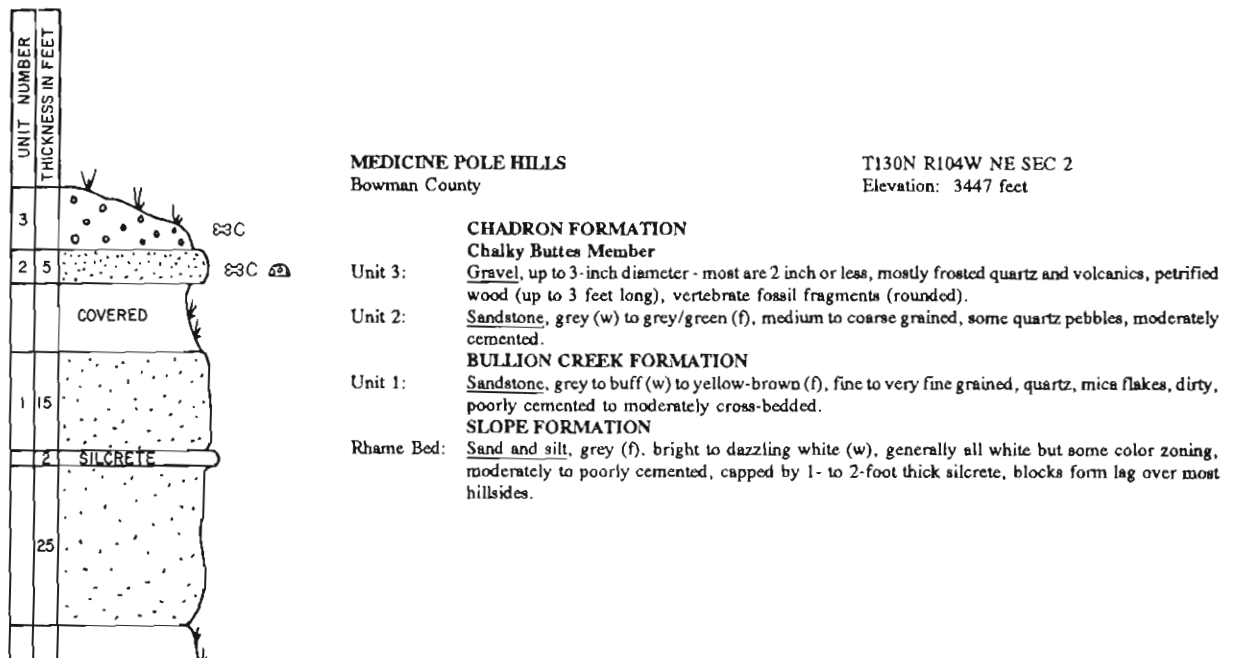 UNIT NUMBER
THICKNESS IN FEET
3
2 5
COVERED
1 15
2 SILCRETE
25
MEDICINE POLE HILLS
T130N R104W NE SEC 2
Bowman County
Elevation: 3447 feet
CHADRON FORMATION
Chalky Buttes Member
Unit 3: Gravel, up to 3-inch diameter - most are 2 inch or less, mostly frosted quartz and volcanics, petrified
wood (up to 3 feet long), vertebrate fossil fragments (rounded).
Unit 2: Sandstone, grey (w) to grey/green (f), medium to coarse grained, some quartz pebbles, moderately
cemented.
BULLION CREEK FORMATION
Unit 1: Sandstone, grey to buff (w) to yellow-brown (f), fine to very fine grained, quartz, mica flakes, dirty,
poorly cemented to moderately cross-bedded.
SLOPE FORMATION
Rhame Bed: Sand and silt, grey (f). bright to dazzling white (w), generally all white but some color zoning,
moderately to poorly cemented, capped by 1- to 2-foot thick silcrete, blocks form lag over most
hillsides.